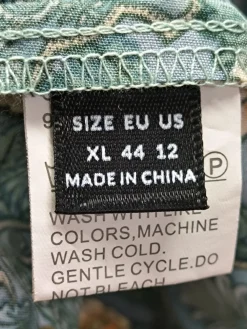 9
SIZE EU US
XL 44 12
MADE IN CHINA
P
WASH WITH LIKE
COLORS,MACHINE
WASH COLD.
GENTLE CYCLE.DO
NOT BLEACH